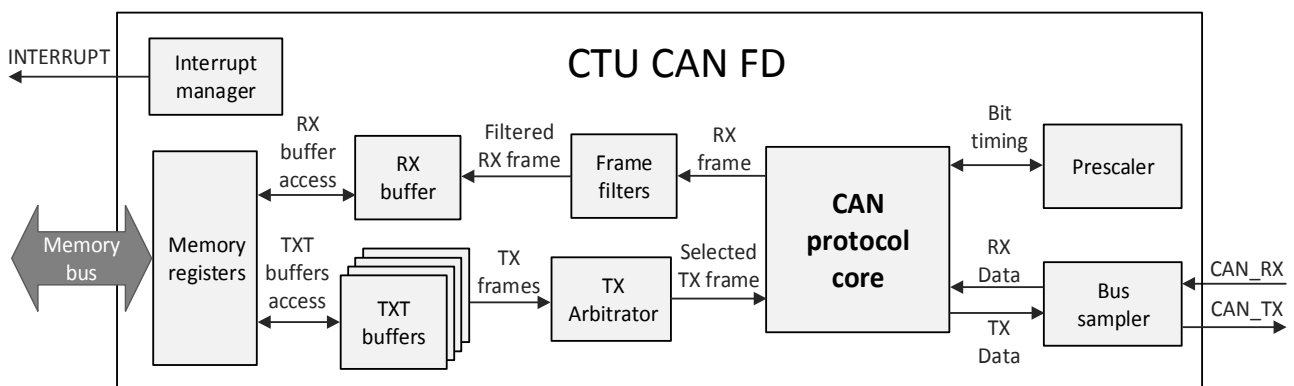 INTERRUPT
Interrupt
manager
CTU CAN FD
RX
buffer
access
RX
buffer
Filtered
RX frame
Frame
filters
RX
frame
Bit
timing
Prescaler
CAN
protocol
core
Memory
bus
Memory
registers
TXT
buffers
access
TXT
buffers
TX
frames
TX
Arbitrator
Selected
TX frame
RX
Data
TX
Data
Bus
sampler
CAN_RX
CAN_TX